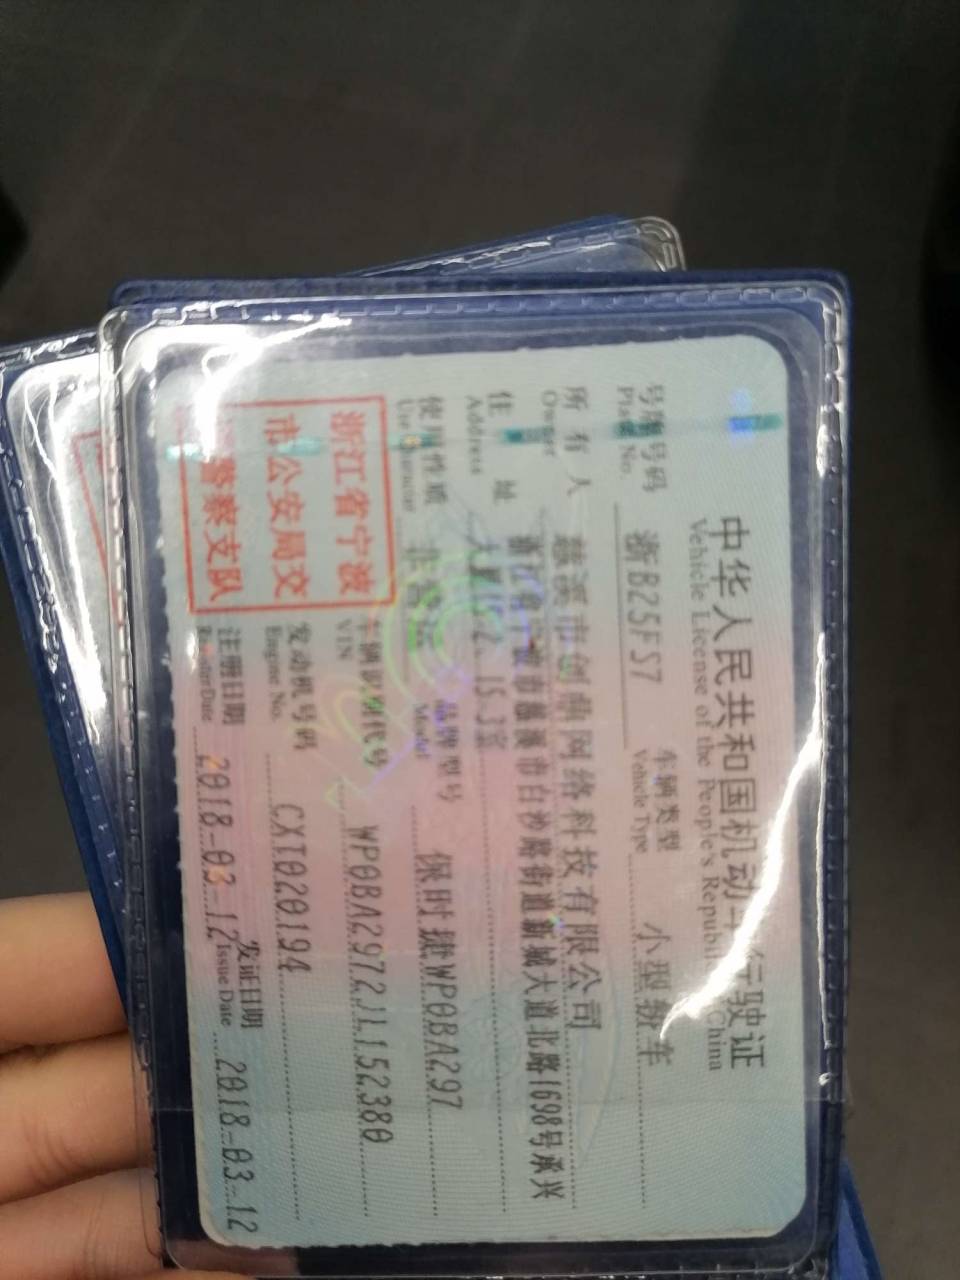 中华人民共和国机动车行驶证
Vehicle License of the People's Republic of China
号牌号码 浙B25F57 车辆类型 小型轿车
Plate No. Vehicle Type
所有人 慈溪市创萌网络科技有限公司
Owner
住址 浙江省宁波市慈溪市白沙路街道新城大道北路1698号承兴
Address 大厦
使用性质 非营运 品牌型号 保时捷WP0BA297
Use Character Model
浙江省宁波
市公安局交
警察支队
车辆识别代号 WP0BA2972JL152380
VIN
发动机号码 CXT020194
Engine No.
注册日期 2018-03-12 发证日期 2018-03-12
Register Date Issue Date